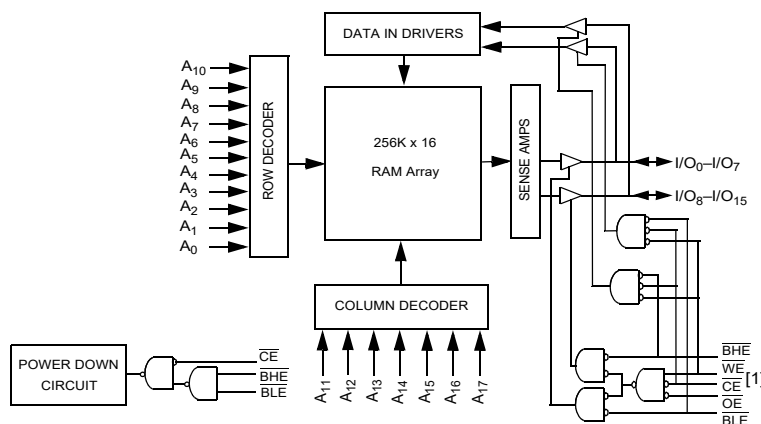 DATA IN DRIVERS
A10
A9
A8
A7
A6
A5
A4
A3
A2
A1
A0
ROW DECODER
256K x 16
RAM Array
SENSE AMPS
I/O0–I/O7
I/O8–I/O15
COLUMN DECODER
A11
A12
A13
A14
A15
A16
A17
POWER DOWN
CIRCUIT
CE
BHE
BLE
BHE
WE
CE
[1]
OE
BLE